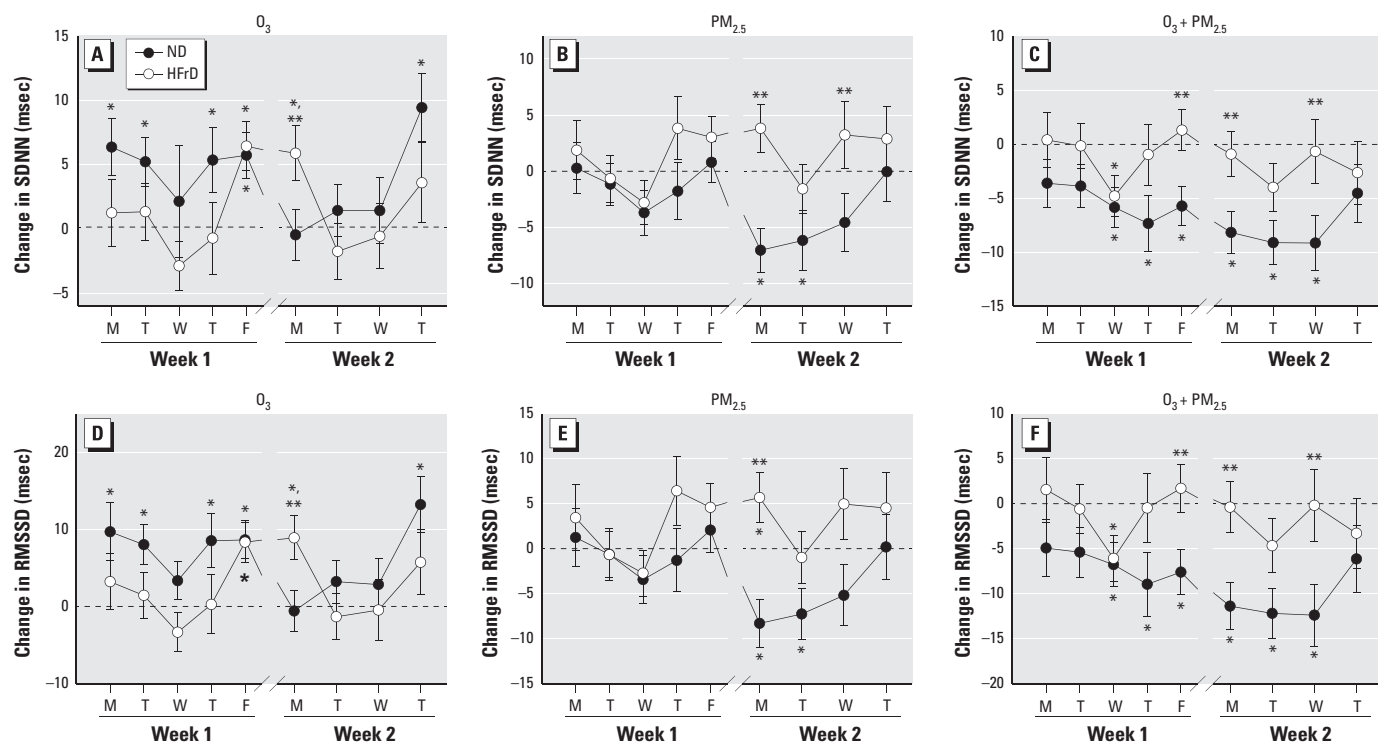 O3
PM2.5
O3 + PM2.5
A
ND
HFrD
B
C
Change in SDNN (msec)
15
10
5
0
–5
* * * * * *, ** *
M T W T F M T W T
Week 1 Week 2
Change in SDNN (msec)
10
5
0
–5
–10
** ** * *
M T W T F M T W T
Week 1 Week 2
Change in SDNN (msec)
10
5
0
–5
–10
–15
* * * ** * ** * * ** *
M T W T F M T W T
Week 1 Week 2
O3
PM2.5
O3 + PM2.5
D
E
F
Change in RMSSD (msec)
20
10
0
–10
* * * * * *, ** *
M T W T F M T W T
Week 1 Week 2
Change in RMSSD (msec)
15
10
5
0
–5
–10
–15
** * * *
M T W T F M T W T
Week 1 Week 2
Change in RMSSD (msec)
10
5
0
–5
–10
–15
–20
* * * ** * ** * * ** *
M T W T F M T W T
Week 1 Week 2